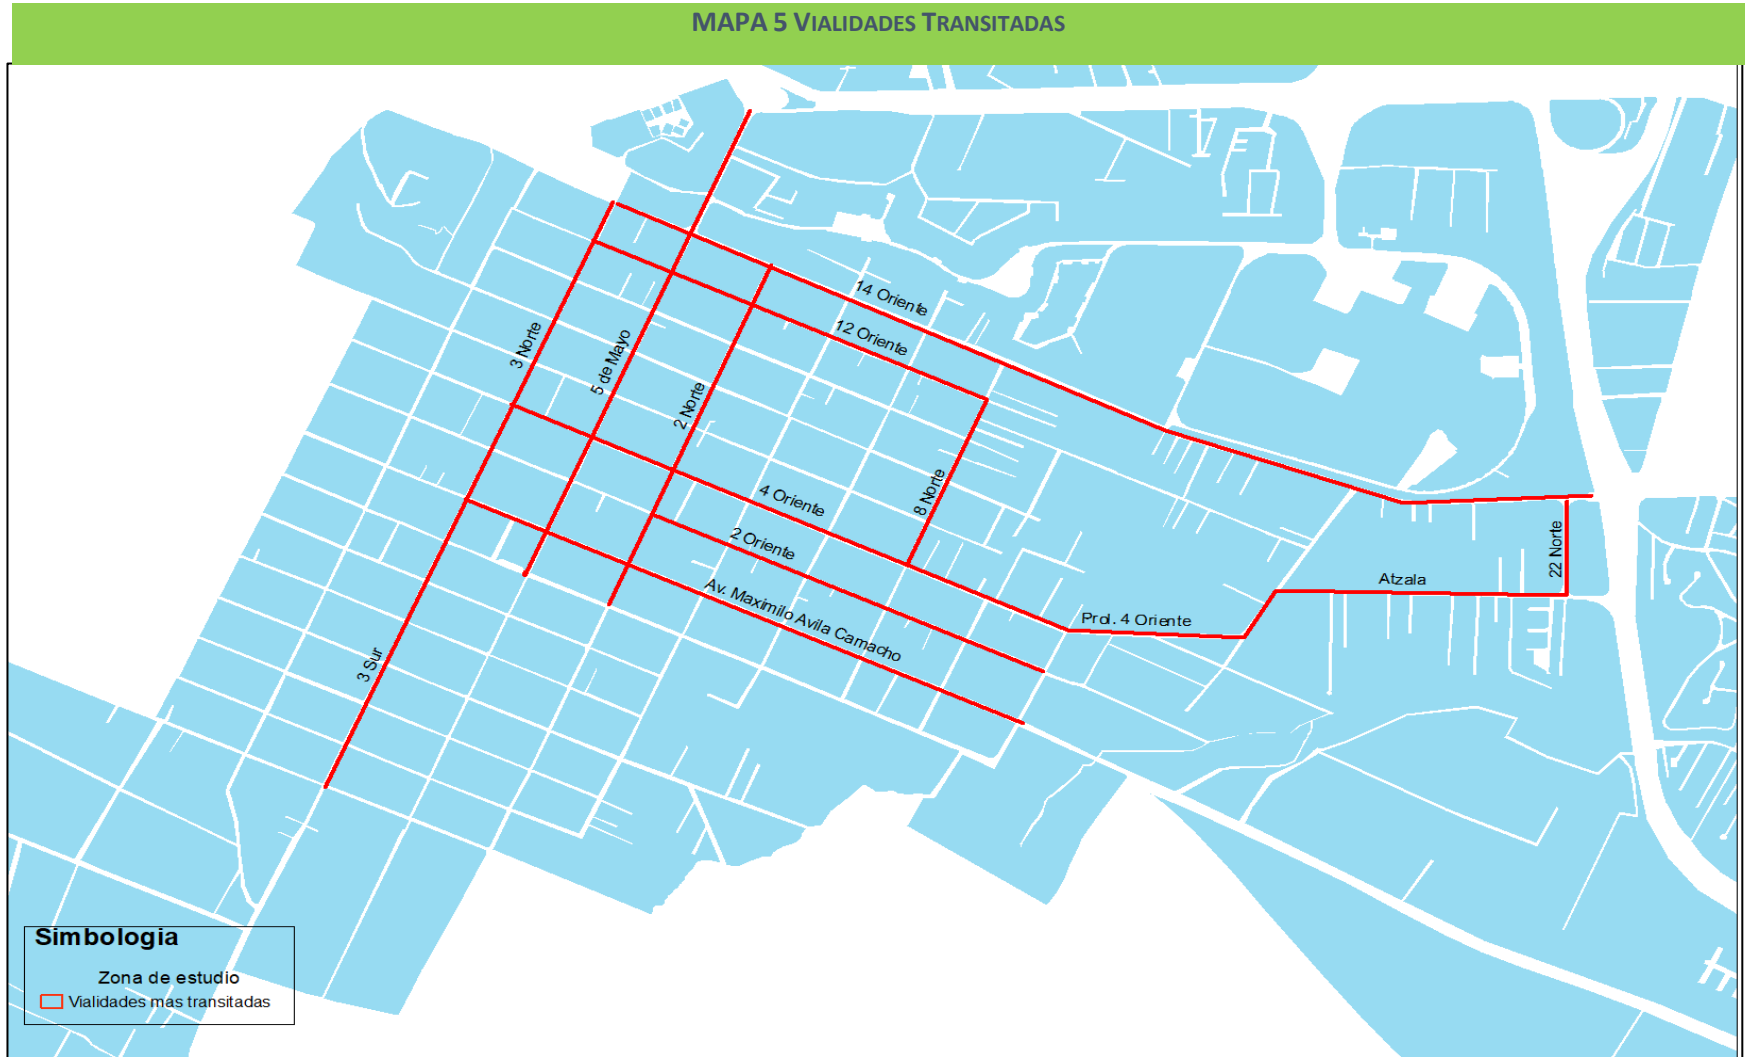 MAPA 5 VIALIDADES TRANSITADAS
14 Oriente
12 Oriente
3 Norte
5 de Mayo
2 Norte
8 Norte
4 Oriente
2 Oriente
Av. Maximilo Avila Camacho
22 Norte
Atzala
Prol. 4 Oriente
3 Sur
Simbologia
Zona de estudio
Vialidades mas transitadas